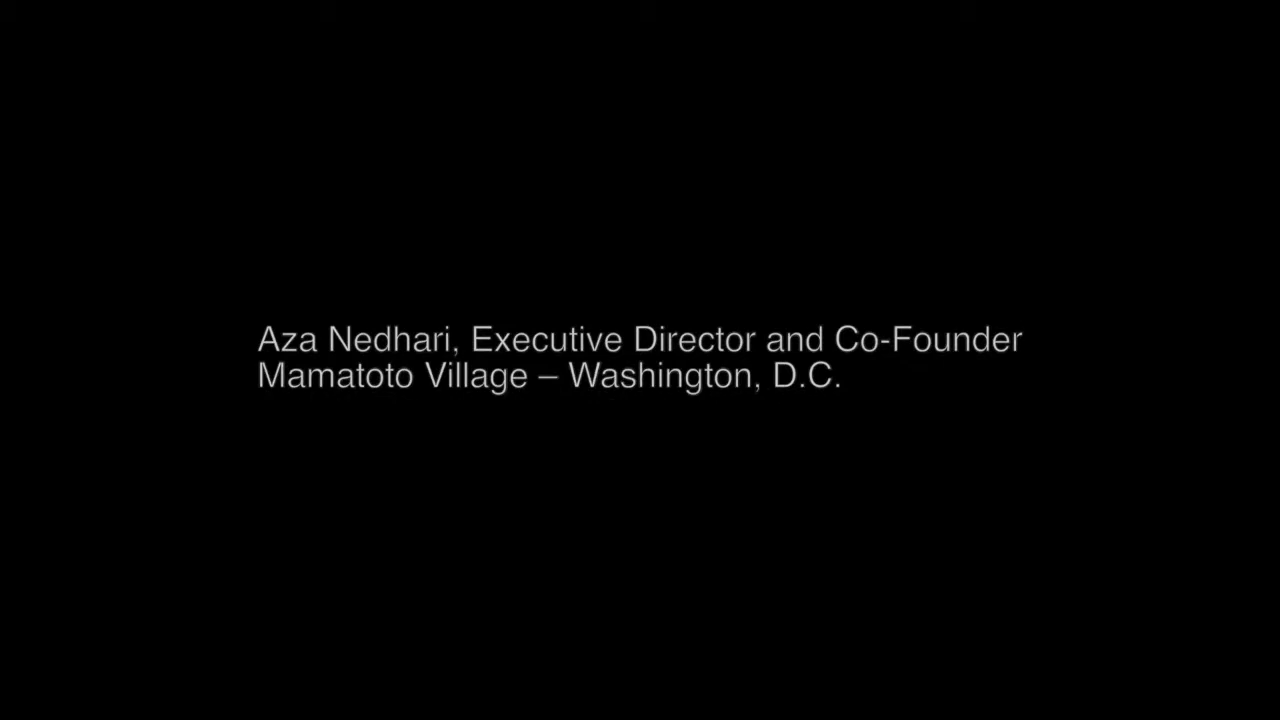 Aza Nedhari, Executive Director and Co-Founder
Mamatoto Village – Washington, D.C.